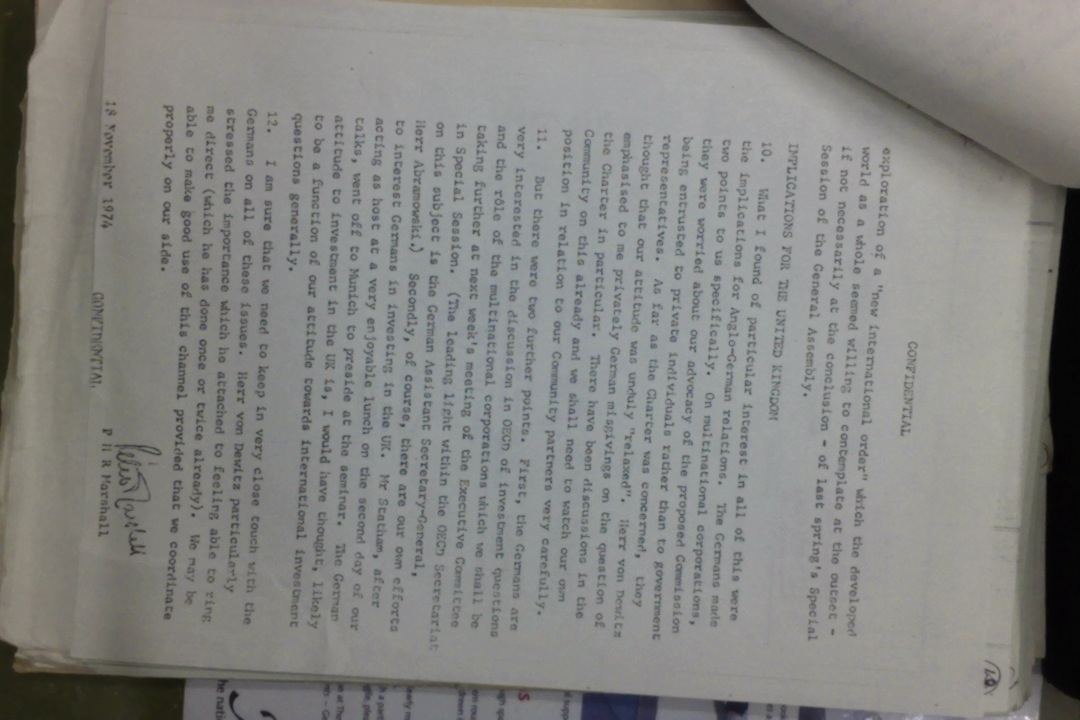 CONFIDENTIAL
exploration of a "new international order" which the developed
world as a whole seemed willing to contemplate at the outset -
if not necessarily at the conclusion - of last spring's Special
Session of the General Assembly.
IMPLICATIONS FOR THE UNITED KINGDOM
10. What I found of particular interest in all of this were
the implications for Anglo-German relations. The Germans made
two points to us specifically. On multinational corporations,
they were worried about our advocacy of the proposed Commission
being entrusted to private individuals rather than to government
representatives. As far as the Charter was concerned, they
thought that our attitude was unduly "relaxed". Herr von Dewitz
emphasised to me privately German misgivings on the question of
the Charter in particular. There have been discussions in the
Community on this already and we shall need to watch our own
position in relation to our Community partners very carefully.
11. But there were two further points. First, the Germans are
very interested in the discussion in OECD of investment questions
and the rôle of the multinational corporations which we shall be
taking further at next week's meeting of the Executive Committee
in Special Session. (The leading light within the OECD Secretariat
on this subject is the German Assistant Secretary-General,
Herr Abramowski.) Secondly, of course, there are our own efforts
to interest Germans in investing in the UK. Mr Statham, after
acting as host at a very enjoyable lunch on the second day of our
talks, went off to Munich to preside at the seminar. The German
attitude to investment in the UK is, I would have thought, likely
to be a function of our attitude towards international investment
questions generally.
12. I am sure that we need to keep in very close touch with the
Germans on all of these issues. Herr von Dewitz particularly
stressed the importance which he attached to feeling able to ring
me direct (which he has done once or twice already). We may be
able to make good use of this channel provided that we coordinate
properly on our side.
P H R Marshall
18 November 1974
CONFIDENTIAL